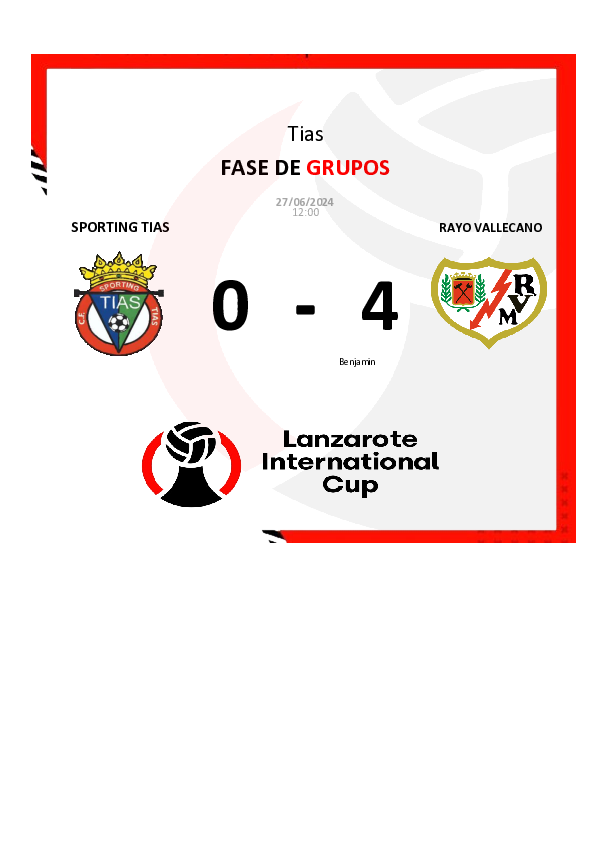 Tias
FASE DE GRUPOS
27/06/2024
12:00
SPORTING TIAS
RAYO VALLECANO
SPORTING
TIAS
C.F.
TIAS
RVM
0 - 4
Benjamin
Lanzarote
International
Cup